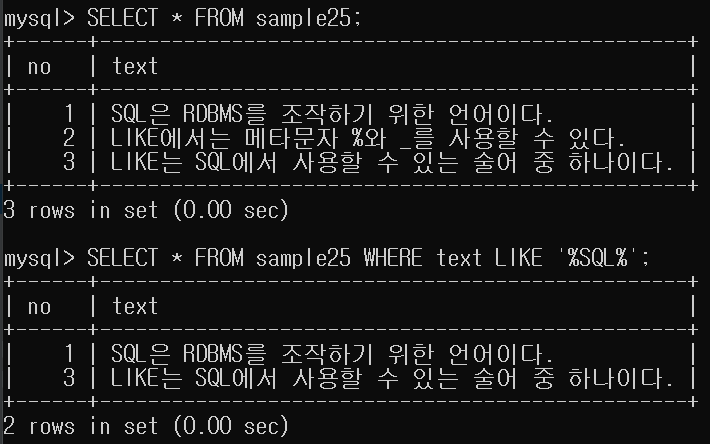 mysql> SELECT * FROM sample25;
+------+--------------------------------------------------+
| no   | text                                             |
+------+--------------------------------------------------+
|    1 | SQL은 RDBMS를 조작하기 위한 언어이다.            |
|    2 | LIKE에서는 메타문자 %와 _를 사용할 수 있다.      |
|    3 | LIKE는 SQL에서 사용할 수 있는 술어 중 하나이다. |
+------+--------------------------------------------------+
3 rows in set (0.00 sec)
mysql> SELECT * FROM sample25 WHERE text LIKE '%SQL%';
+------+--------------------------------------------------+
| no   | text                                             |
+------+--------------------------------------------------+
|    1 | SQL은 RDBMS를 조작하기 위한 언어이다.            |
|    3 | LIKE는 SQL에서 사용할 수 있는 술어 중 하나이다. |
+------+--------------------------------------------------+
2 rows in set (0.00 sec)